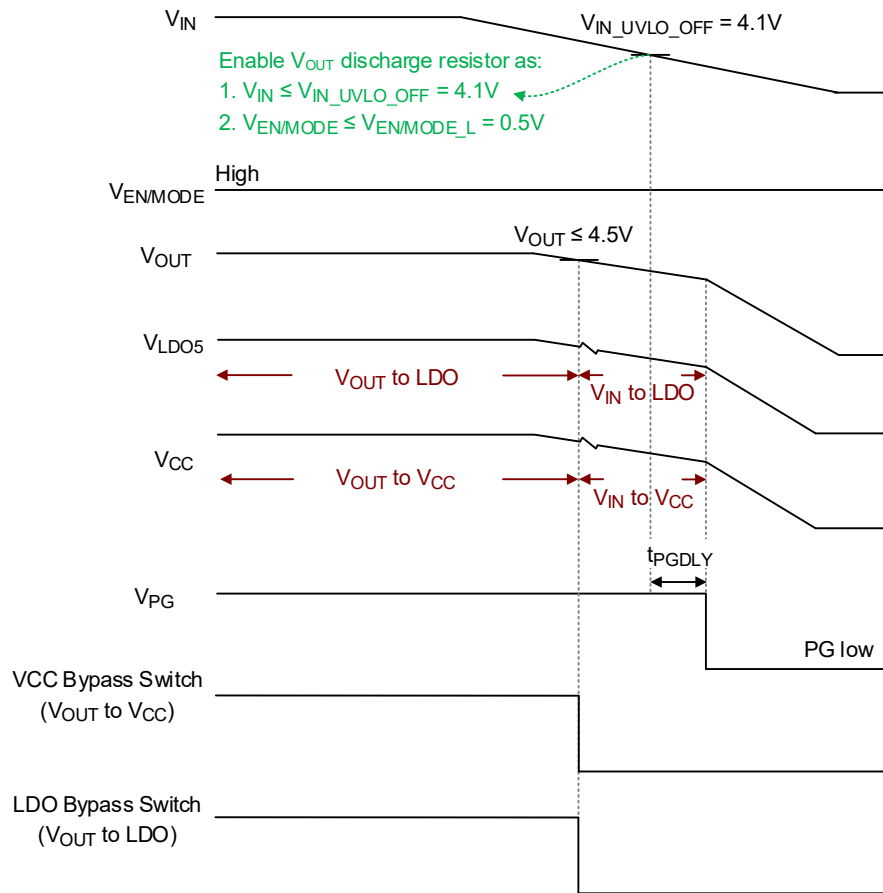 VIN
VIN_UVLO_OFF = 4.1V
Enable VOUT discharge resistor as:
1. VIN ≤ VIN_UVLO_OFF = 4.1V
2. VEN/MODE ≤ VEN/MODE_L = 0.5V
High
VEN/MODE
VOUT ≤ 4.5V
VOUT
VLDO5
VOUT to LDO
VIN to LDO
VCC
VOUT to VCC
VIN to VCC
tPGDLY
VPG
PG low
VCC Bypass Switch
(VOUT to VCC)
LDO Bypass Switch
(VOUT to LDO)